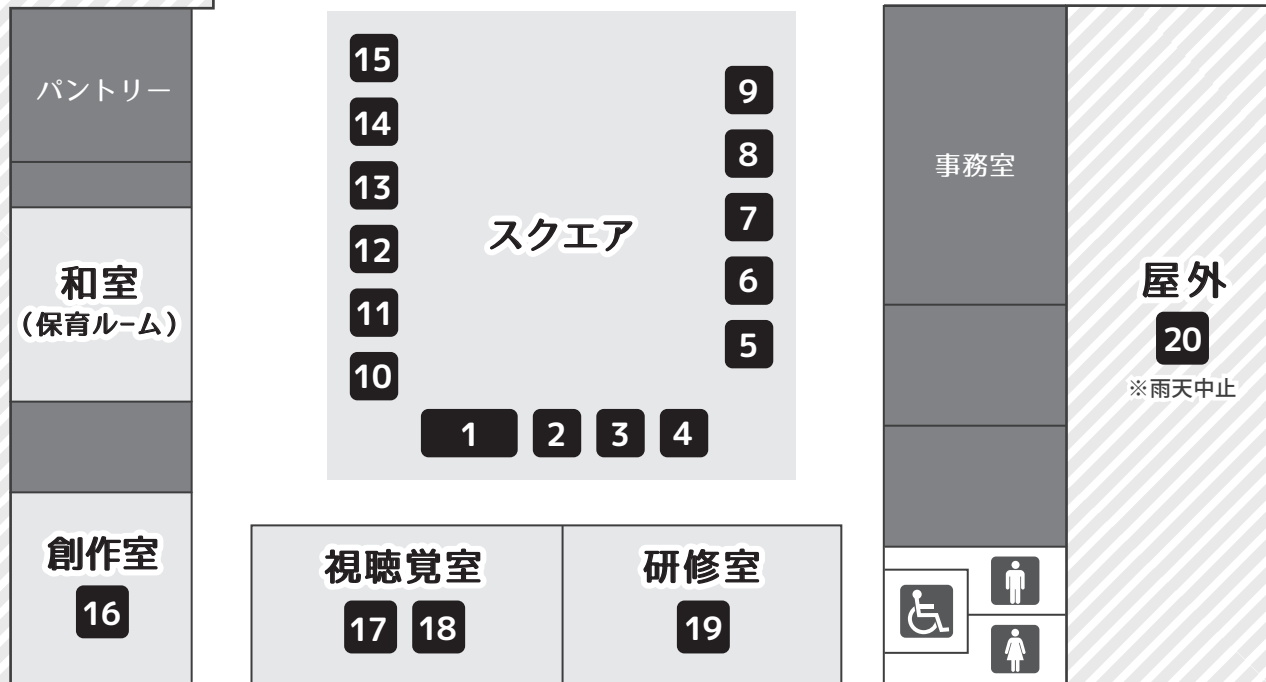 パントリー
和室
（保育ルーム）
創作室
16
15
14
13
12
11
10
スクエア
9
8
7
6
5
1 2 3 4
視聴覚室
17 18
研修室
19
事務室
屋外
20
※雨天中止